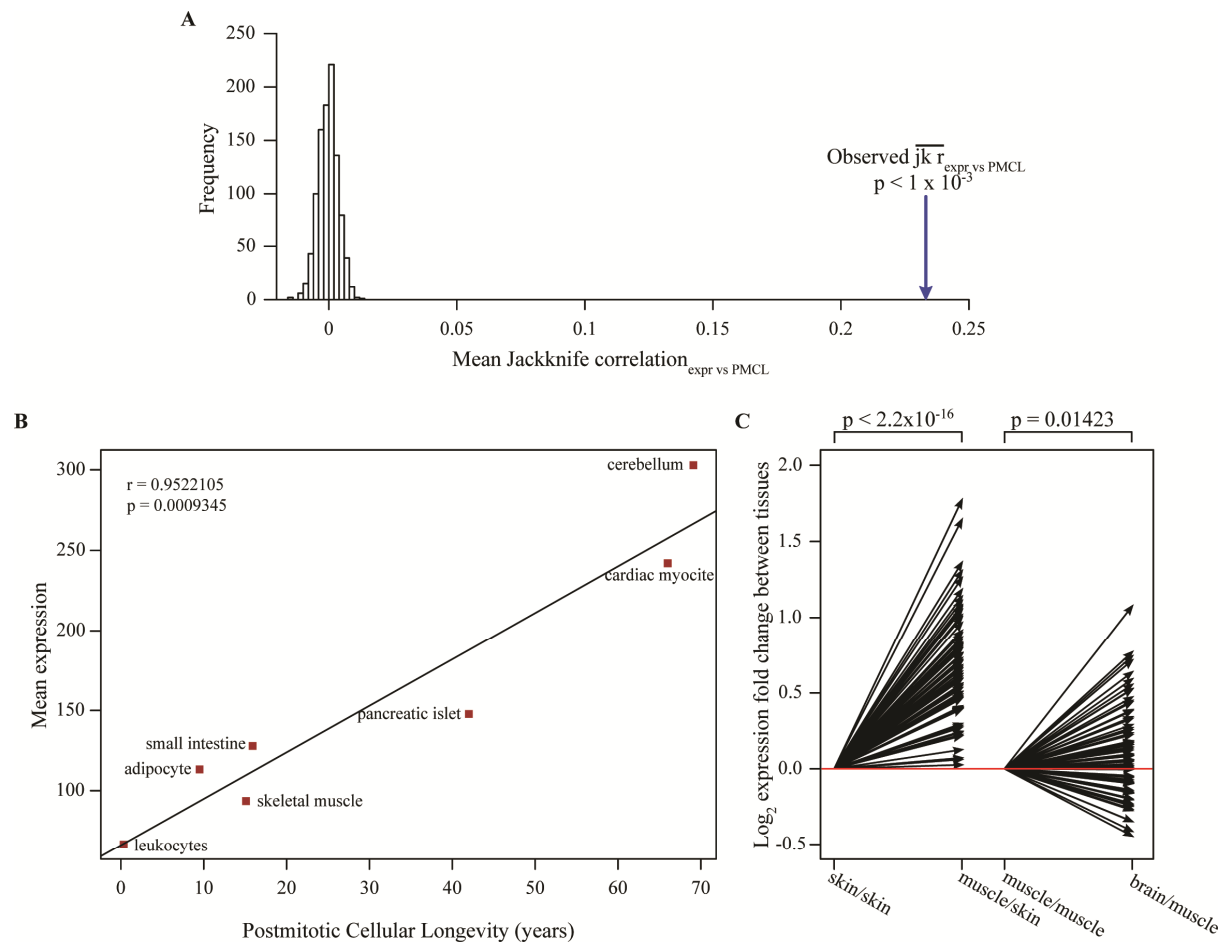 A
250
200
150
100
50
0
Frequency
Observed jk r expr vs PMCL
p < 1 x 10-3
0
0.05
0.1
0.15
0.2
0.25
Mean Jackknife correlation expr vs PMCL
B
300
250
200
150
100
Mean expression
r = 0.9522105
p = 0.0009345
cerebellum
cardiac myocite
pancreatic islet
small intestine
adipocyte
skeletal muscle
leukocytes
0
10
20
30
40
50
60
70
Postmitotic Cellular Longevity (years)
C
p < 2.2x10-16
p = 0.01423
2.0
1.5
1.0
0.5
0.0
-0.5
Log2 expression fold change between tissues
skin/skin
muscle/skin
muscle/muscle
brain/muscle